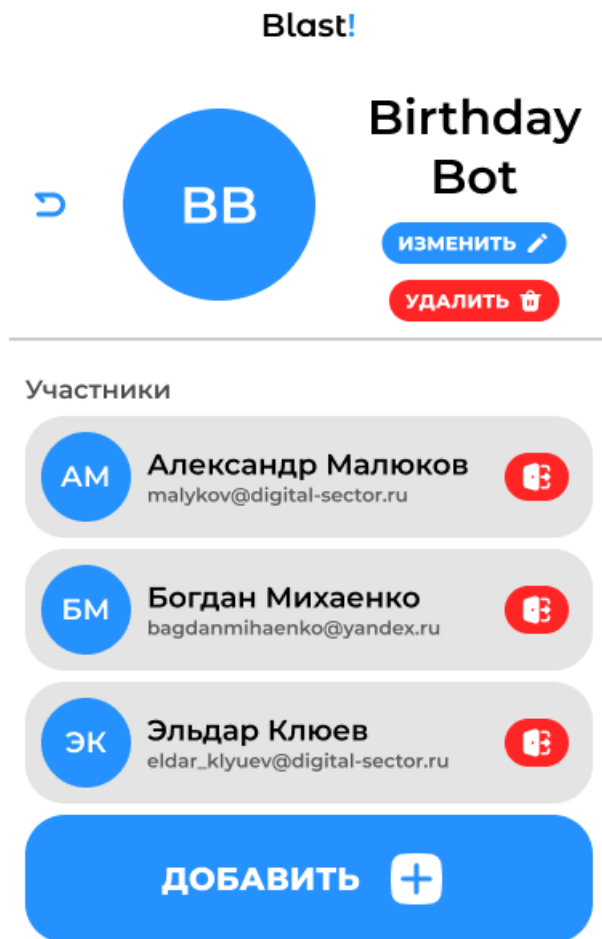 Blast!
BB
Birthday
Bot
ИЗМЕНИТЬ
УДАЛИТЬ
Участники
АМ
Александр Малюков
malykov@digital-sector.ru
БМ
Богдан Михаенко
bagdanmihaenko@yandex.ru
ЭК
Эльдар Клюев
eldar_klyuev@digital-sector.ru
ДОБАВИТЬ